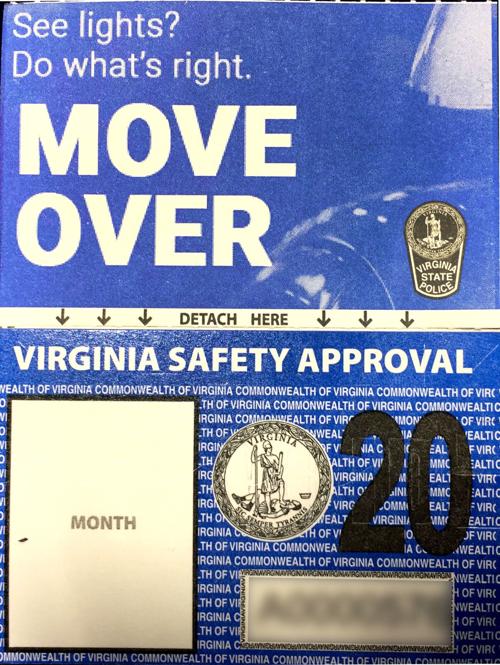 See lights?
Do what's right.
MOVE
OVER
VIRGINIA
STATE
POLICE
DETACH HERE
VIRGINIA SAFETY APPROVAL
MONTH
VIRGINIA
SIC SEMPER TYRANNIS
20
COMMONWEALTH OF VIRGINIA COMMONWEALTH OF VIRGINIA COMMONWEALTH OF VIRGINIA